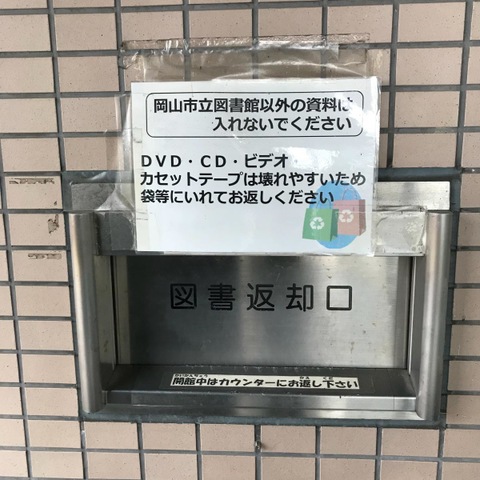 岡山市立図書館以外の資料は
入れないでください
DVD・CD・ビデオ・
カセットテープは壊れやすいため
袋等にいれてお返しください
図書返却口
開館中はカウンターにお返し下さい